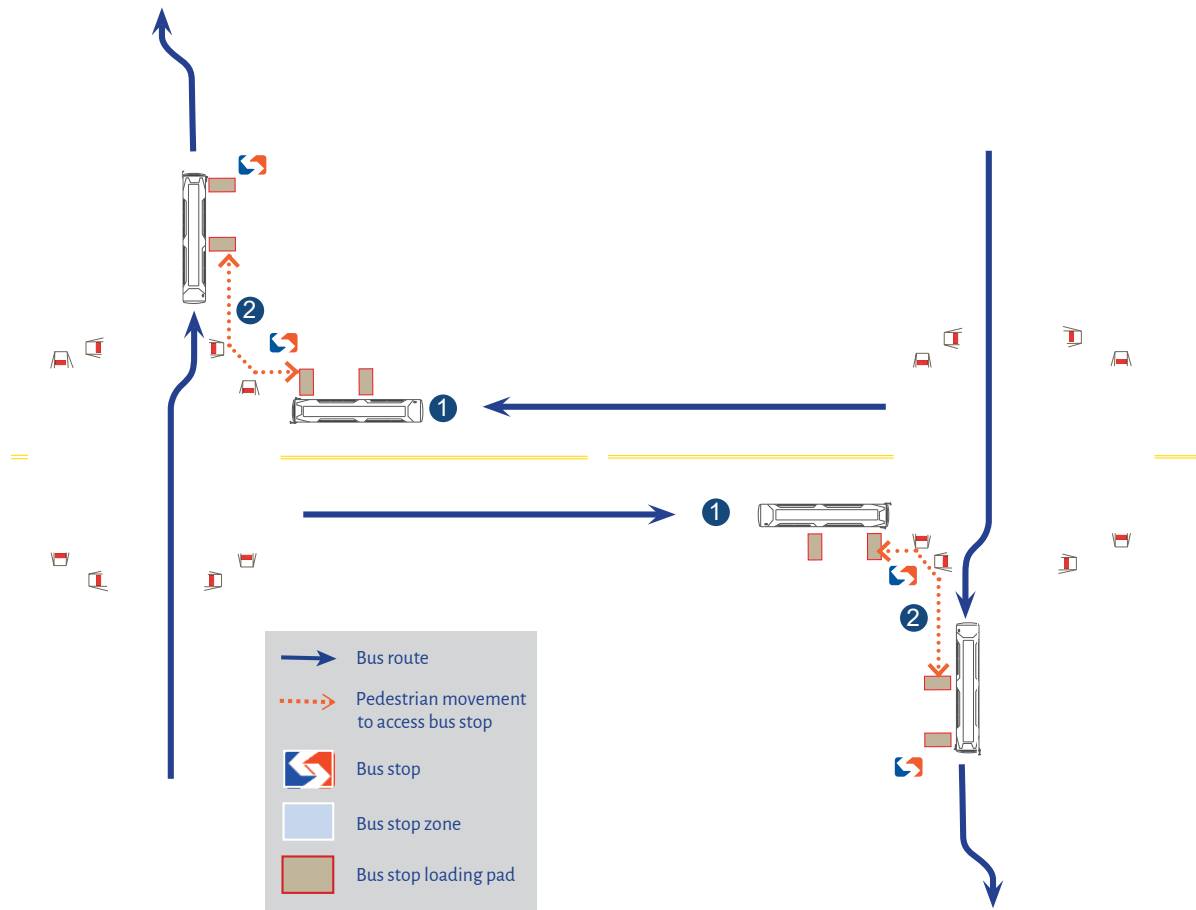 2
1
1
2
Bus route
Pedestrian movement
to access bus stop
Bus stop
Bus stop zone
Bus stop loading pad